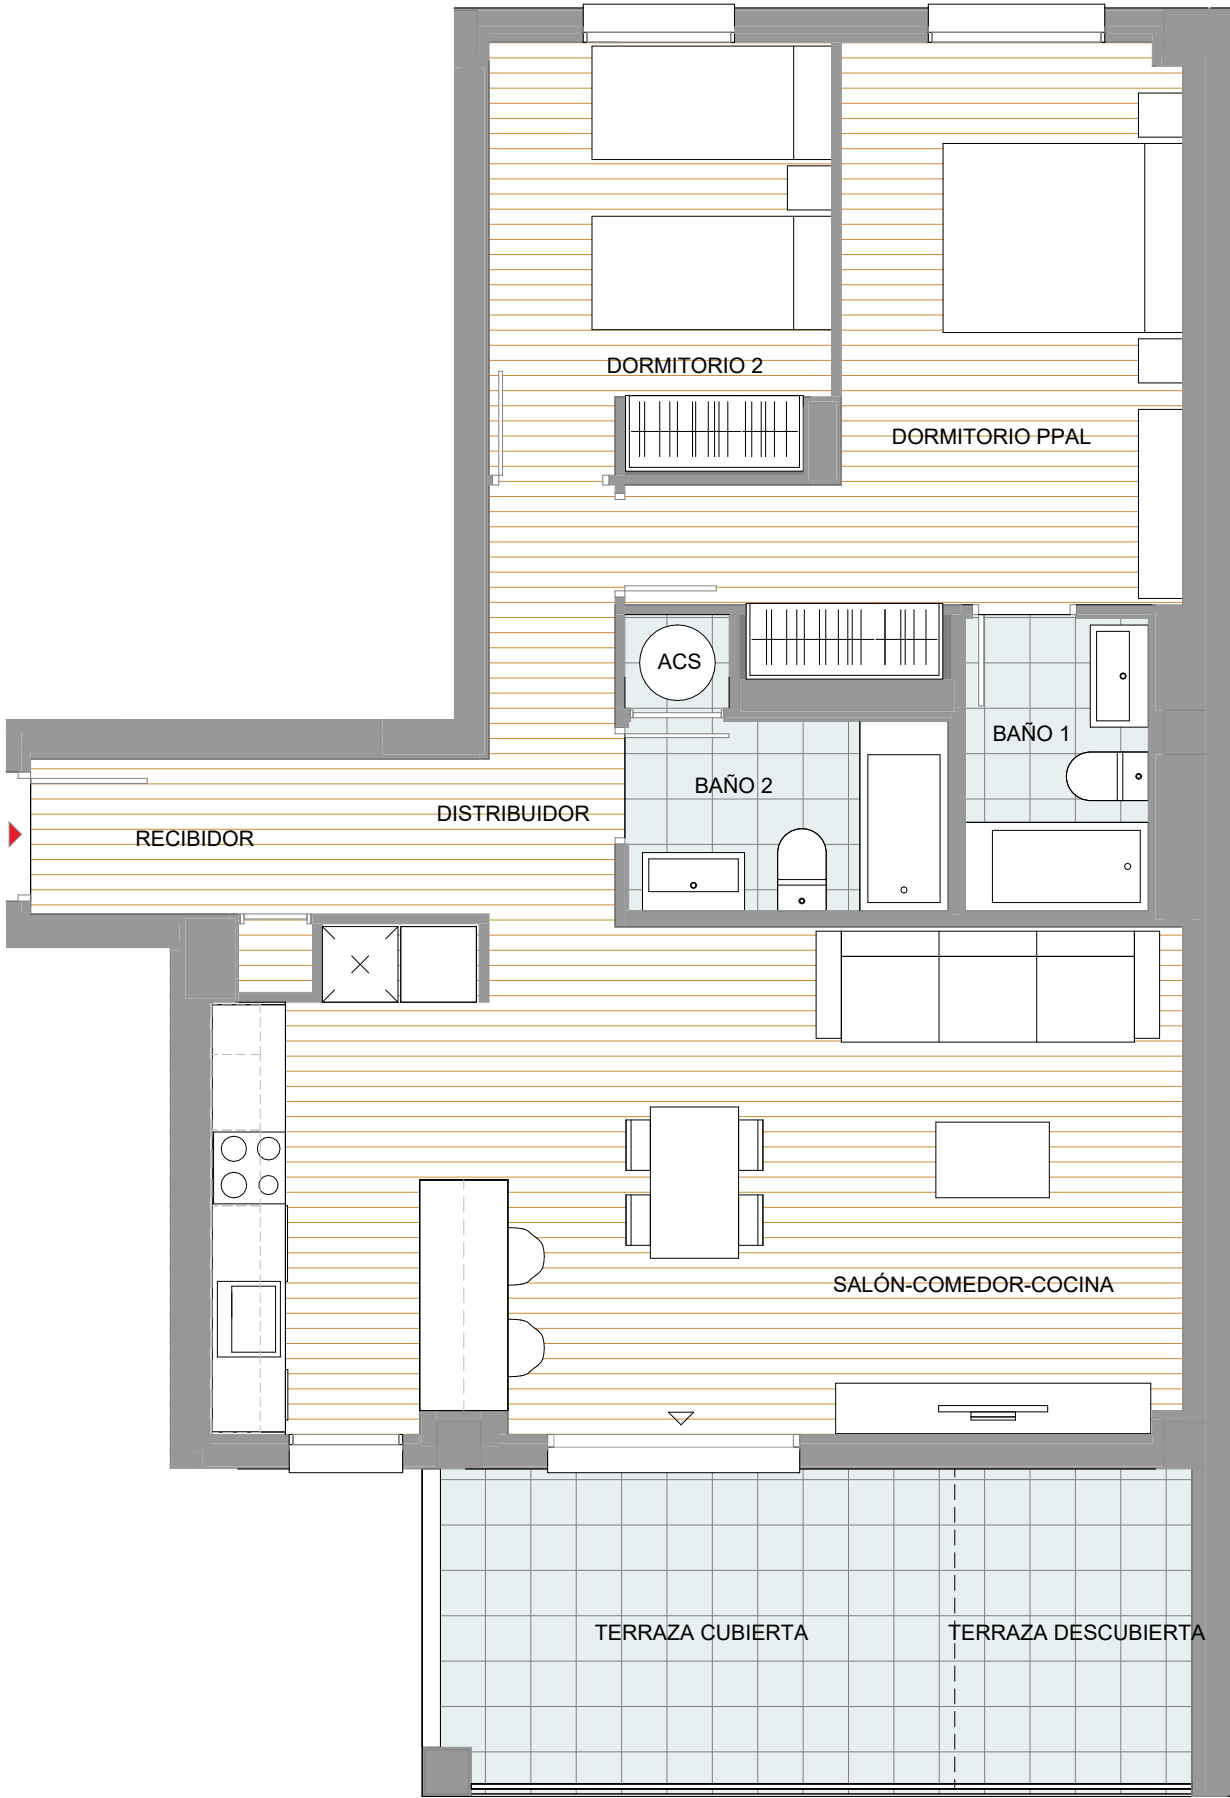 DORMITORIO 2
DORMITORIO PPAL
ACS
BAÑO 1
BAÑO 2
DISTRIBUIDOR
RECIBIDOR
SALÓN-COMEDOR-COCINA
TERRAZA CUBIERTA
TERRAZA DESCUBIERTA